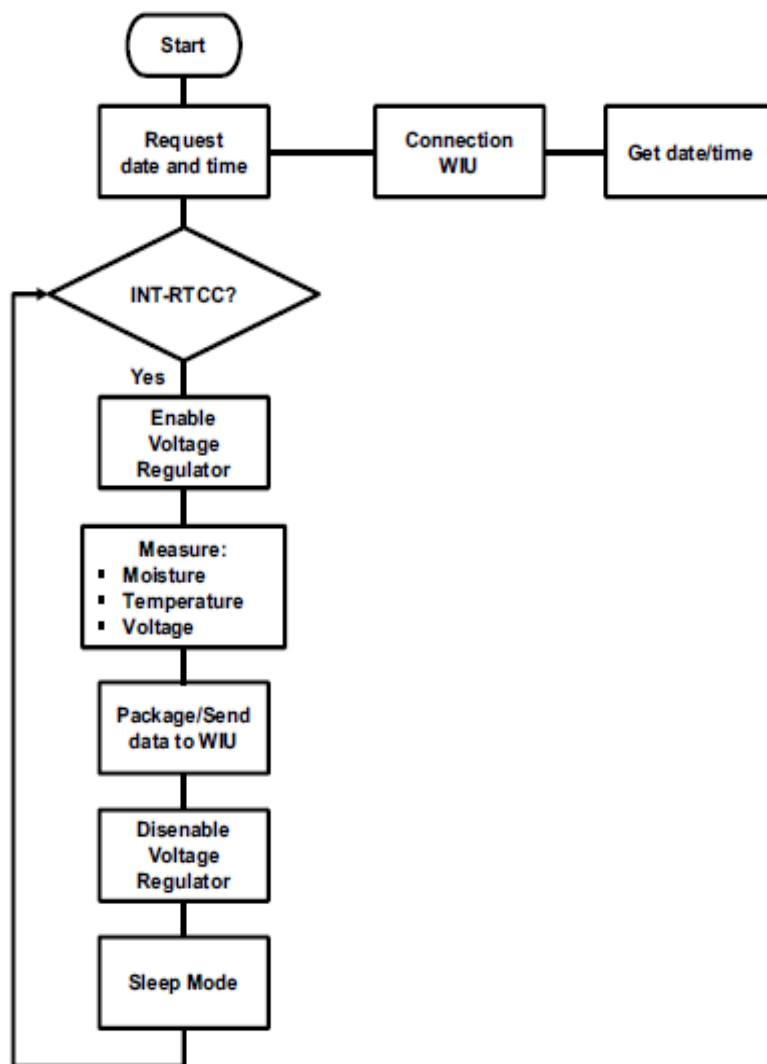 Start
Request
date and time
Connection
WIU
Get date/time
INT-RTCC?
Yes
Enable
Voltage
Regulator
Measure:
▪ Moisture
▪ Temperature
▪ Voltage
Package/Send
data to WIU
Disenable
Voltage
Regulator
Sleep Mode